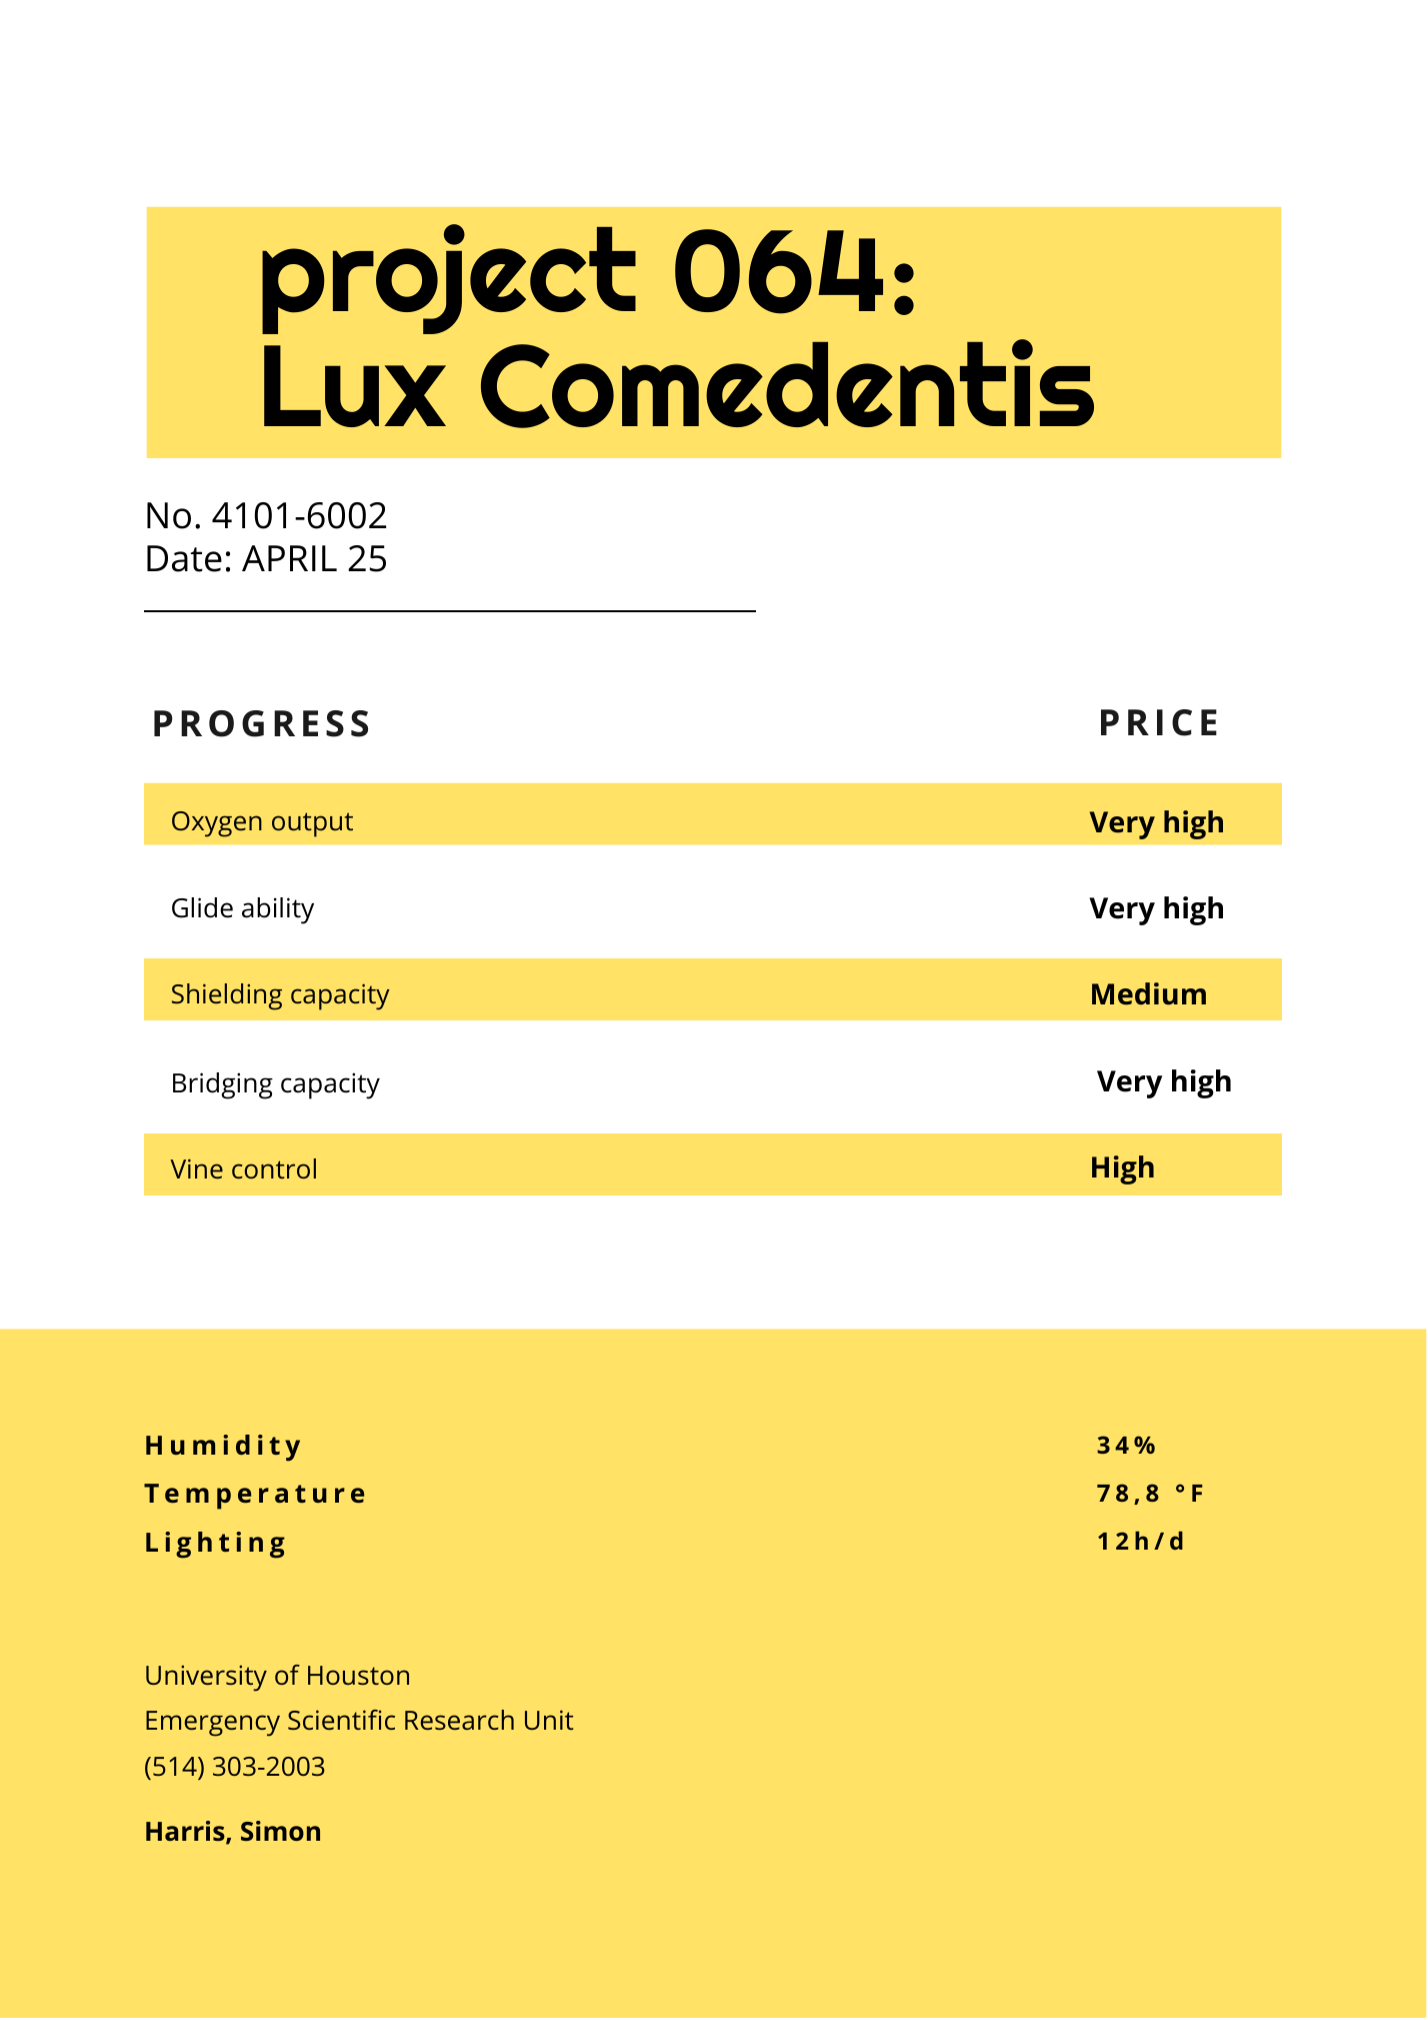 project 064:
Lux Comedentis
No. 4101-6002
Date: APRIL 25
PROGRESS PRICE
Oxygen output Very high
Glide ability Very high
Shielding capacity Medium
Bridging capacity Very high
Vine control High
Humidity 34%
Temperature 78,8 °F
Lighting 12h/d
University of Houston
Emergency Scientific Research Unit
(514) 303-2003
Harris, Simon